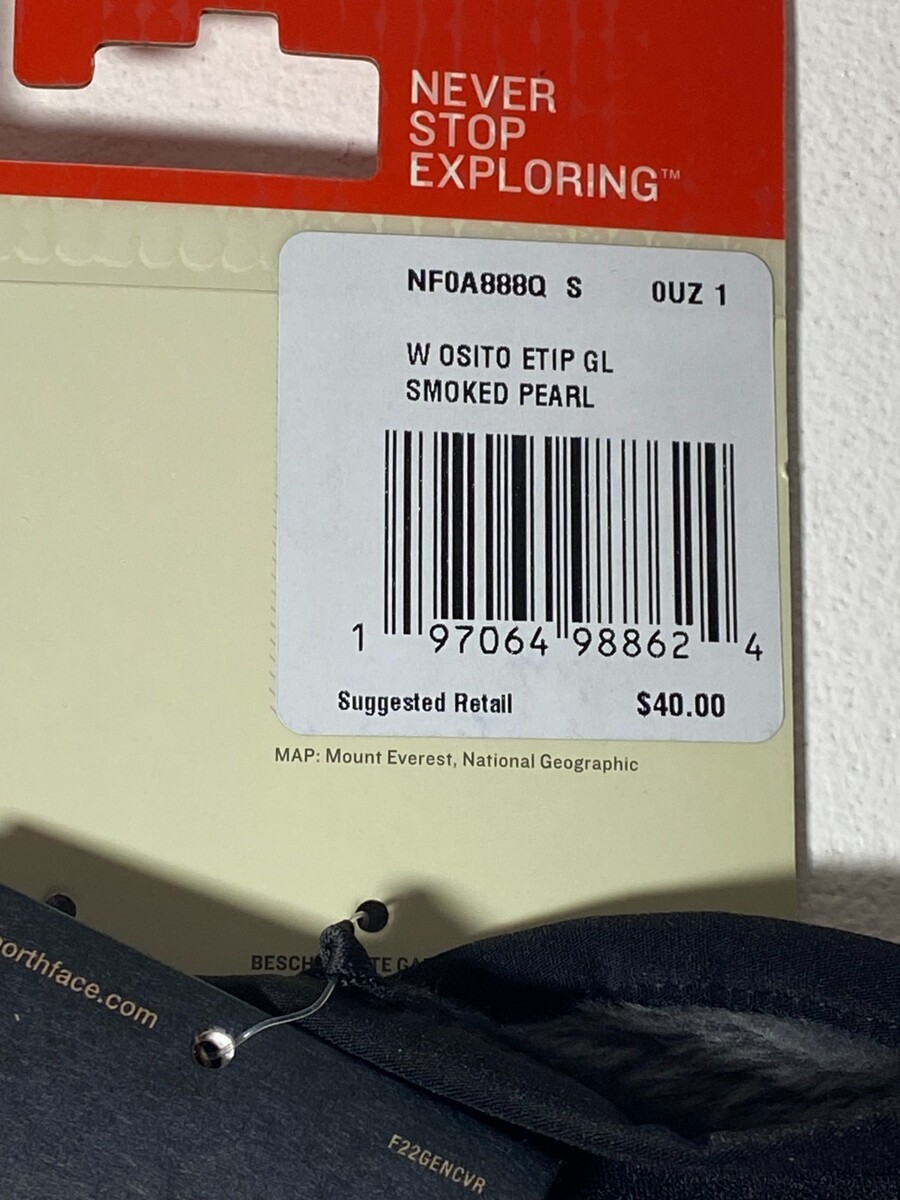 NEVER
STOP
EXPLORING™
NF0A888Q S 0UZ 1
W OSITO ETIP GL
SMOKED PEARL
1 97064 98862 4
Suggested Retail $40.00
MAP: Mount Everest, National Geographic
northface.com
F22GENCVR